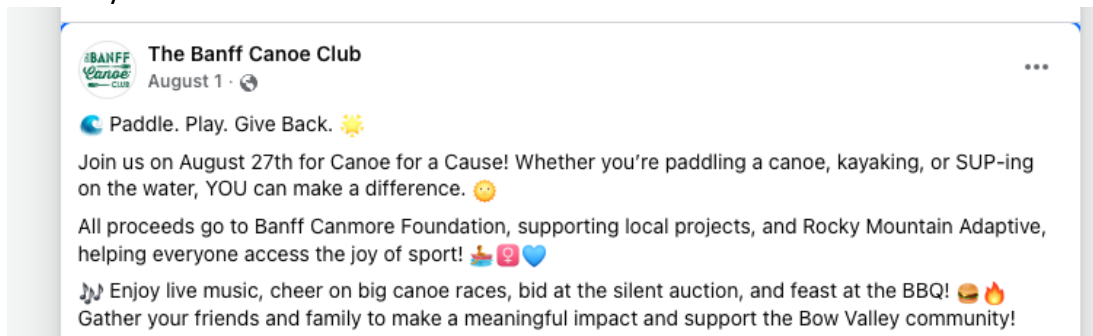 BANFF
Canoe
CLUB
The Banff Canoe Club
August 1 ·
🌊 Paddle. Play. Give Back. 🌟
Join us on August 27th for Canoe for a Cause! Whether you’re paddling a canoe, kayaking, or SUP-ing
on the water, YOU can make a difference. 🌞
All proceeds go to Banff Canmore Foundation, supporting local projects, and Rocky Mountain Adaptive,
helping everyone access the joy of sport! 🚣♀️💙
🎶 Enjoy live music, cheer on big canoe races, bid at the silent auction, and feast at the BBQ! 🍔🔥
Gather your friends and family to make a meaningful impact and support the Bow Valley community!